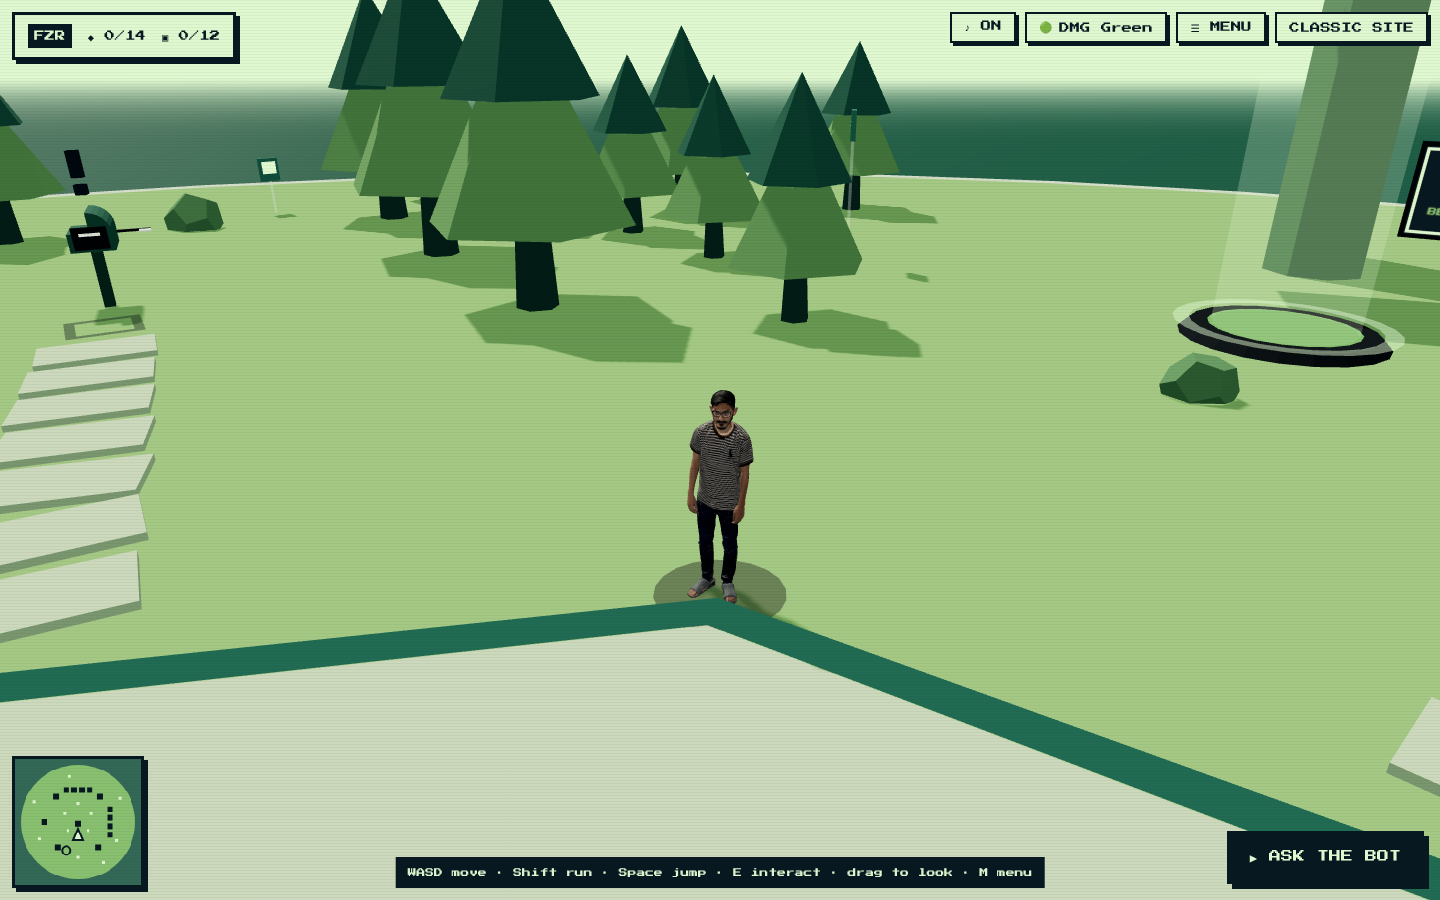 FZR ◆ 0/14 ▣ 0/12
♪ ON
DMG Green
☰ MENU
CLASSIC SITE
WASD move · Shift run · Space jump · E interact · drag to look · M menu
▶ ASK THE BOT